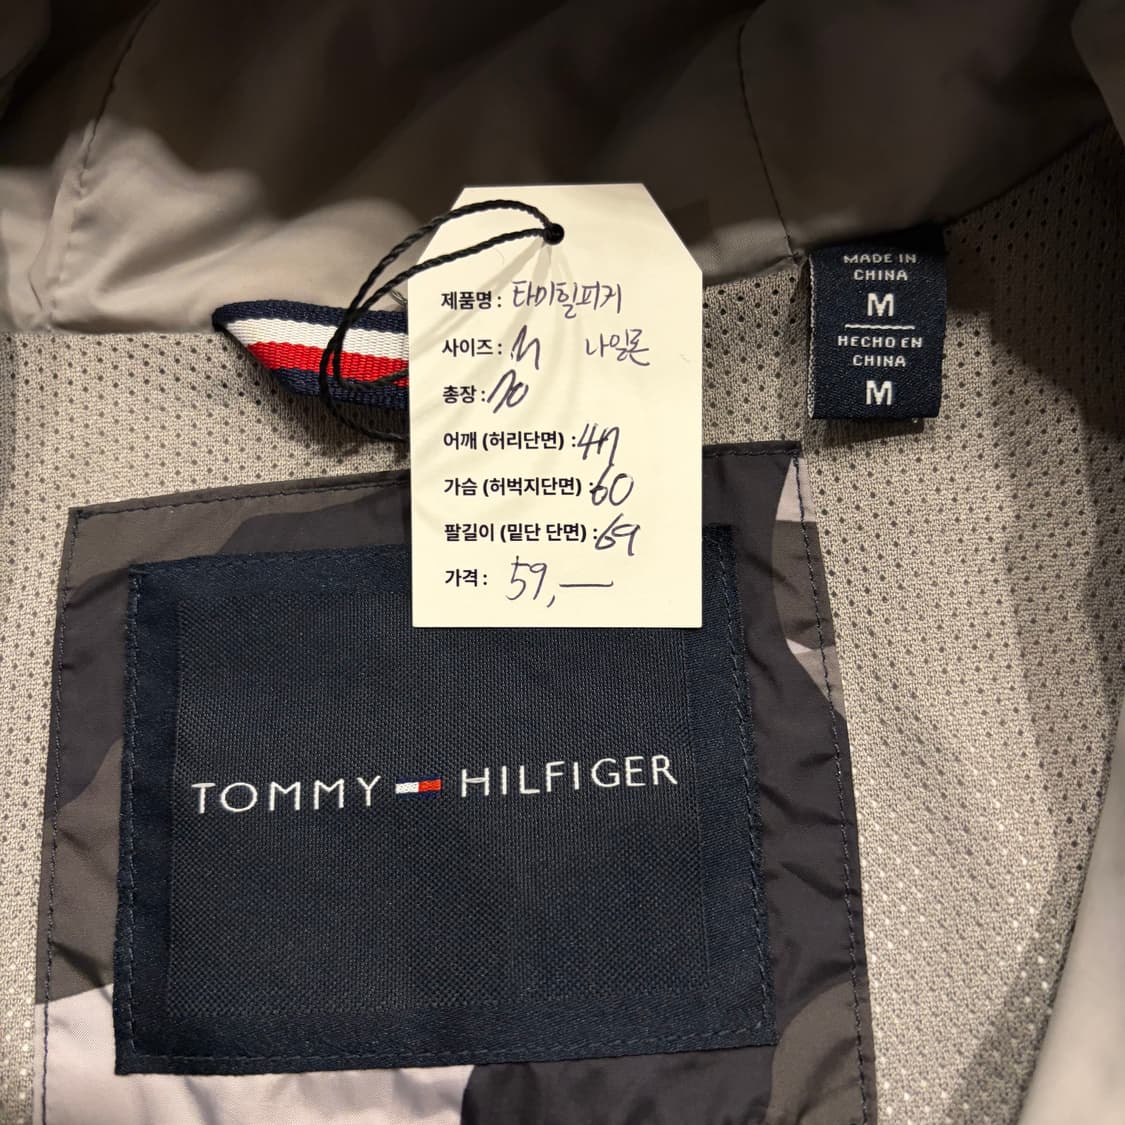 제품명 : 타미힐피거
사이즈 : M 나일론
총장 : 70
어깨 (허리단면) : 47
가슴 (허벅지단면) : 60
팔길이 (밑단 단면) : 69
가격 : 59,—
MADE IN
CHINA
M
HECHO EN
CHINA
M
TOMMY HILFIGER